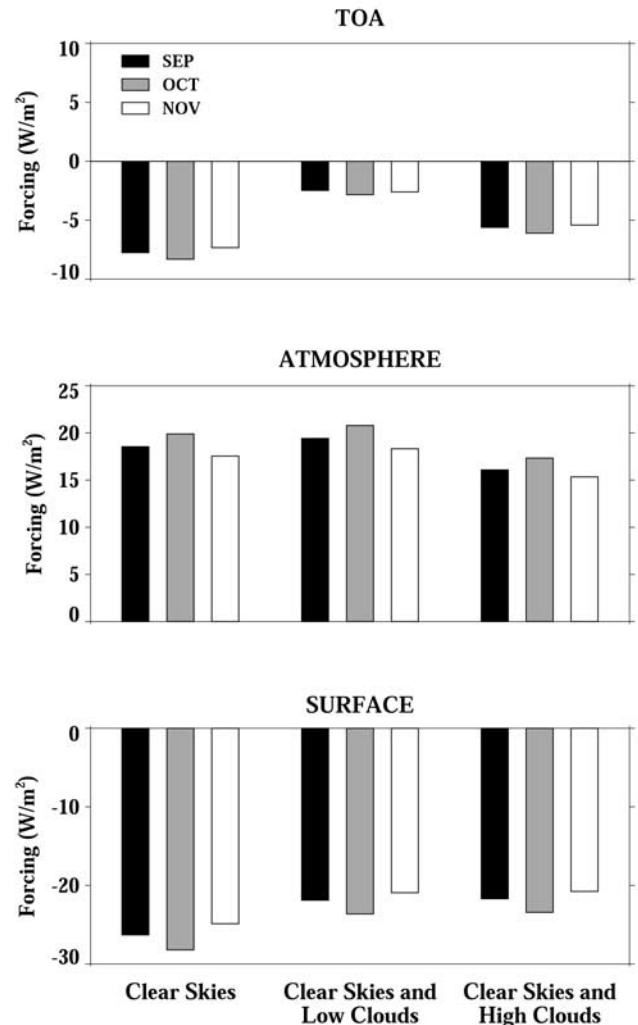 TOA
Forcing (W/m²)
10
5
0
-5
-10
SEP
OCT
NOV
ATMOSPHERE
Forcing (W/m²)
25
20
15
10
5
0
SURFACE
Forcing (W/m²)
0
-10
-20
-30
Clear Skies
Clear Skies and
Low Clouds
Clear Skies and
High Clouds